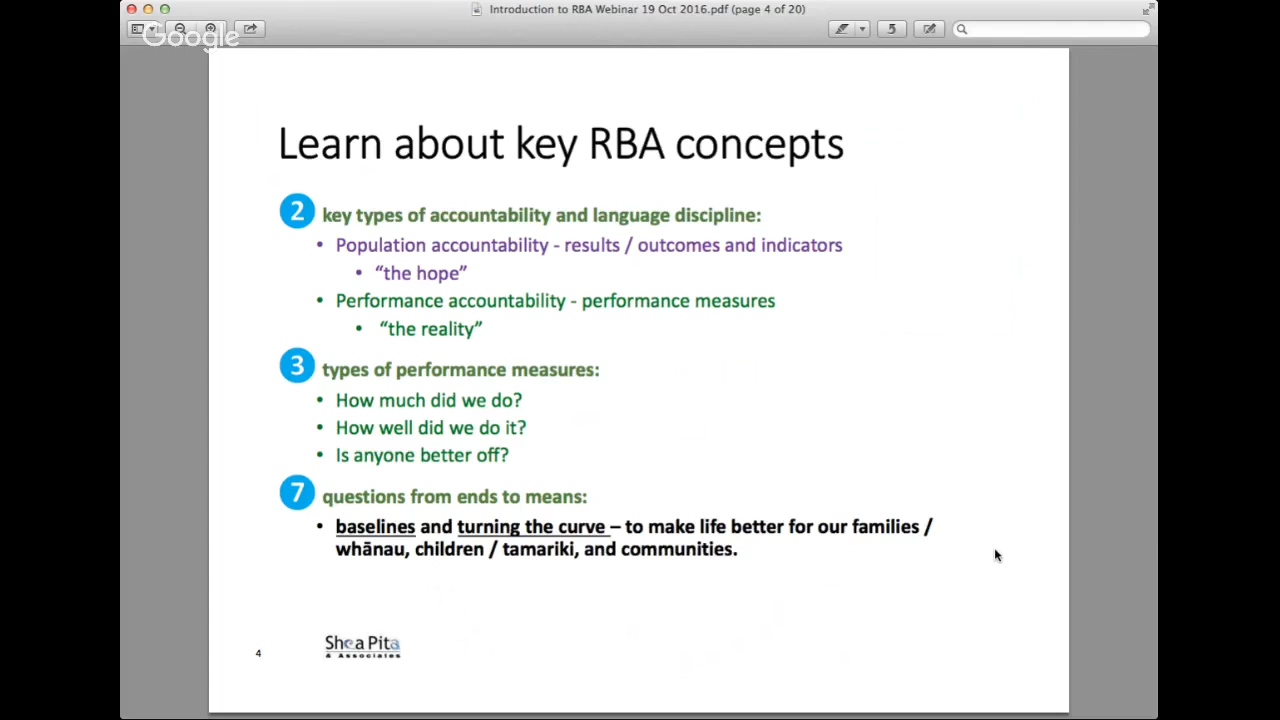 Introduction to RBA Webinar 19 Oct 2016.pdf (page 4 of 20)
Google
Learn about key RBA concepts
2 key types of accountability and language discipline:
• Population accountability - results / outcomes and indicators
• “the hope”
• Performance accountability - performance measures
• “the reality”
3 types of performance measures:
• How much did we do?
• How well did we do it?
• Is anyone better off?
7 questions from ends to means:
• baselines and turning the curve – to make life better for our families /
whānau, children / tamariki, and communities.
4
Shea Pita
& Associates